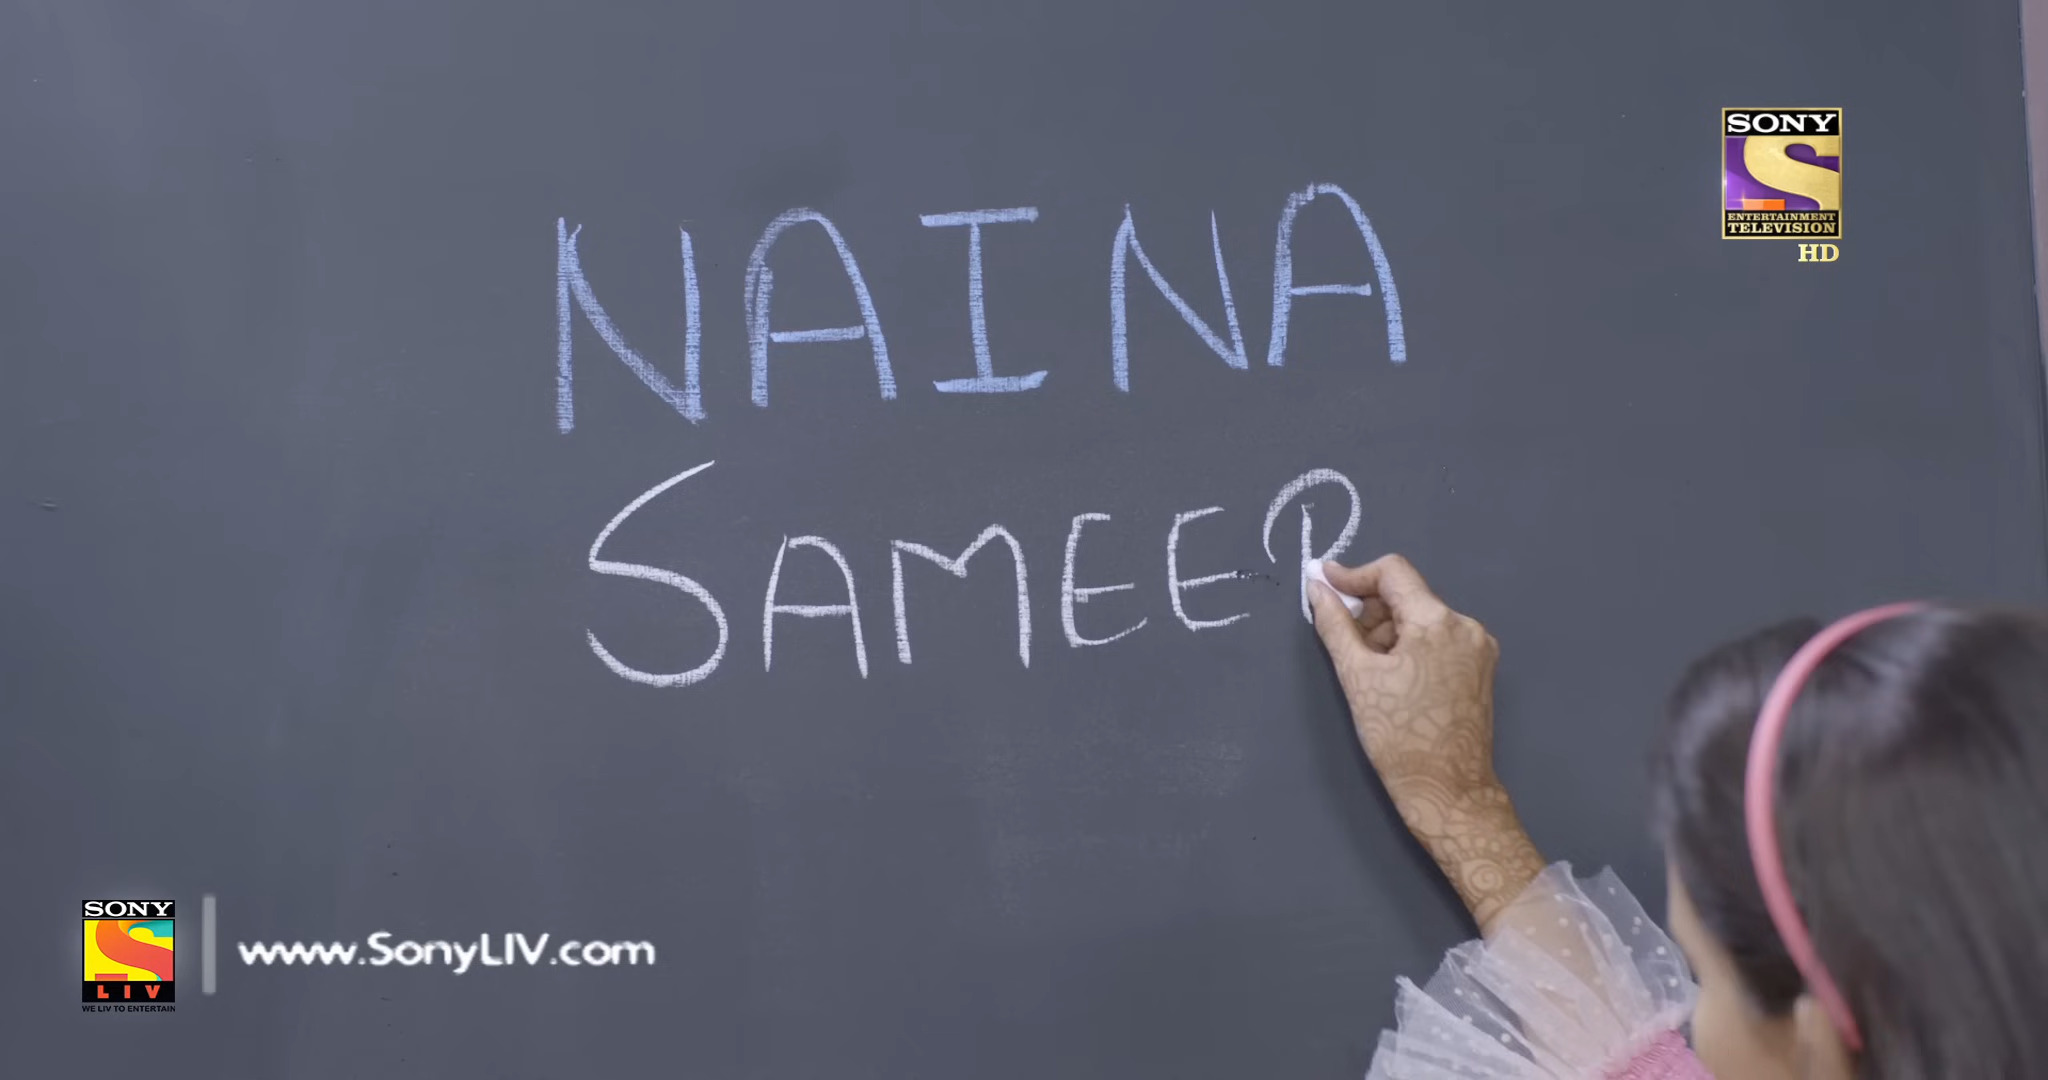 SONY
ENTERTAINMENT
TELEVISION
HD
NAINA
SAMEER
SONY
LIV
WE LIV TO ENTERTAIN
www.SonyLIV.com